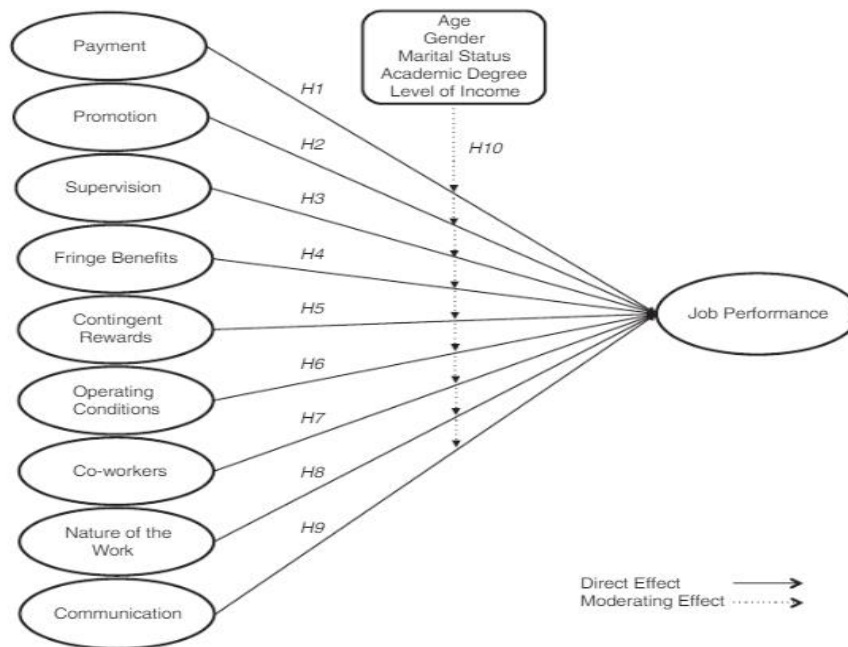 Payment
Promotion
Supervision
Fringe Benefits
Contingent
Rewards
Operating
Conditions
Co-workers
Nature of the
Work
Communication
H1
H2
H3
H4
H5
H6
H7
H8
H9
Age
Gender
Marital Status
Academic Degree
Level of Income
H10
Job Performance
Direct Effect
Moderating Effect